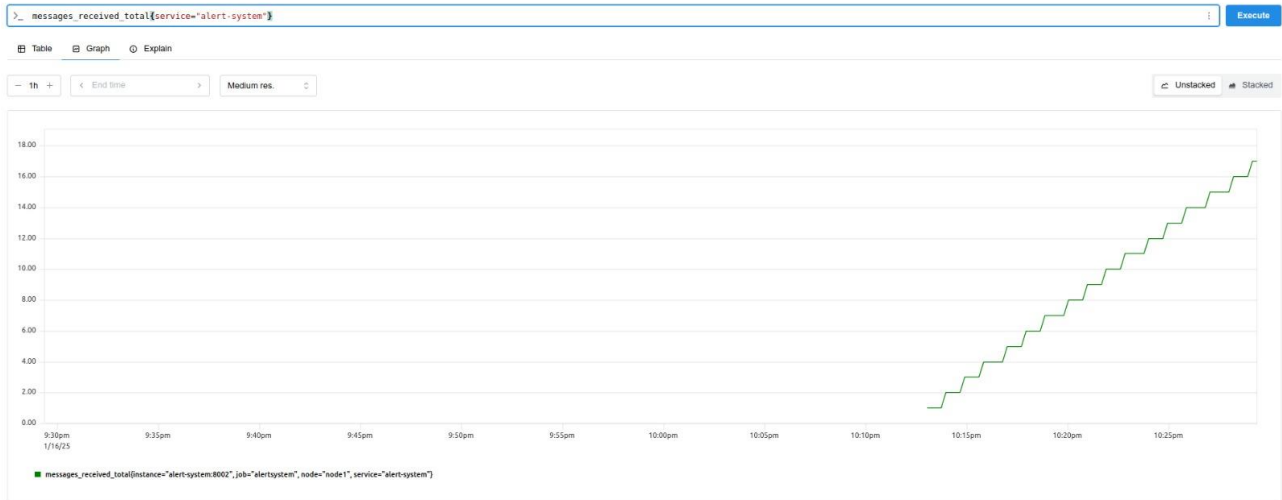 >_ messages_received_total{service="alert-system"} Execute
Table Graph Explain
− 1h + < End time > Medium res. Unstacked Stacked
18.00
16.00
14.00
12.00
10.00
8.00
6.00
4.00
2.00
0.00
9:30pm 9:35pm 9:40pm 9:45pm 9:50pm 9:55pm 10:00pm 10:05pm 10:10pm 10:15pm 10:20pm 10:25pm
1/16/25
messages_received_total{instance="alert-system:8002", job="alertsystem", node="node1", service="alert-system"}